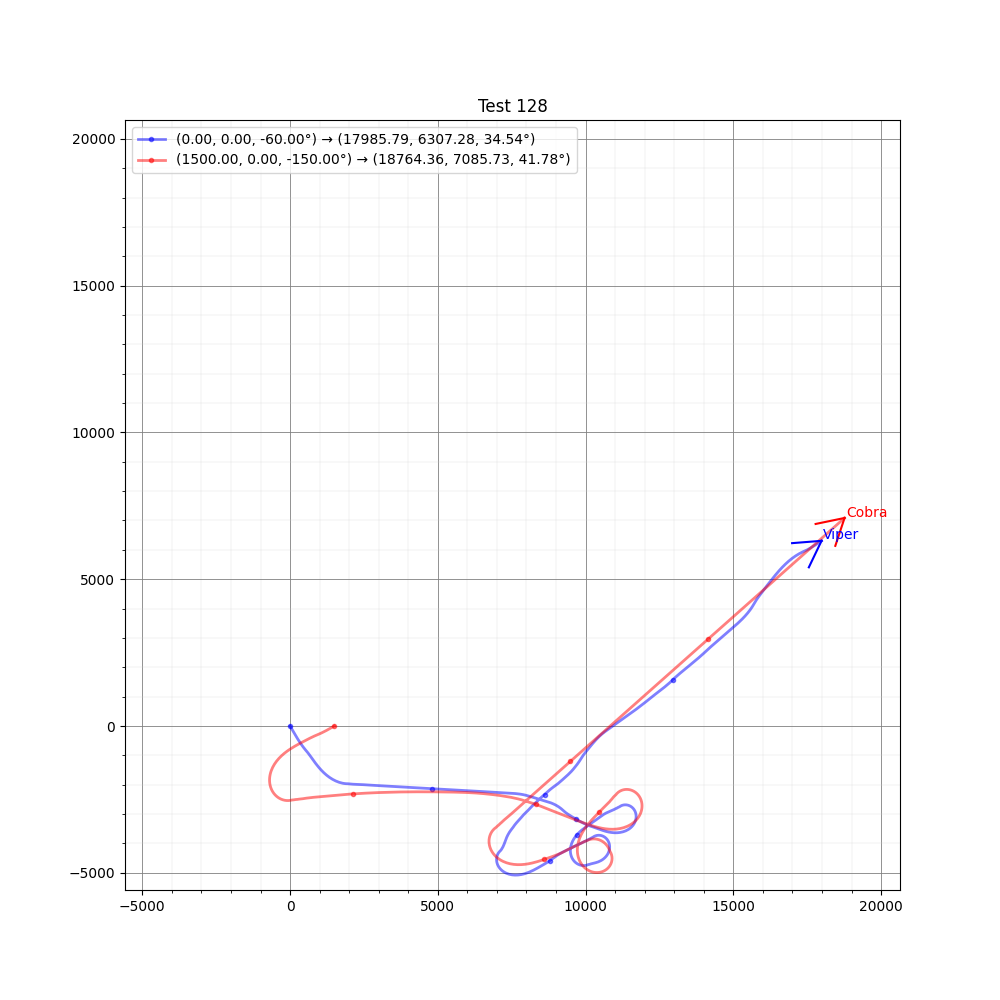 Test 128
(0.00, 0.00, -60.00°) → (17985.79, 6307.28, 34.54°)
(1500.00, 0.00, -150.00°) → (18764.36, 7085.73, 41.78°)
20000
15000
10000
5000
0
−5000
Cobra
Viper
−5000 0 5000 10000 15000 20000